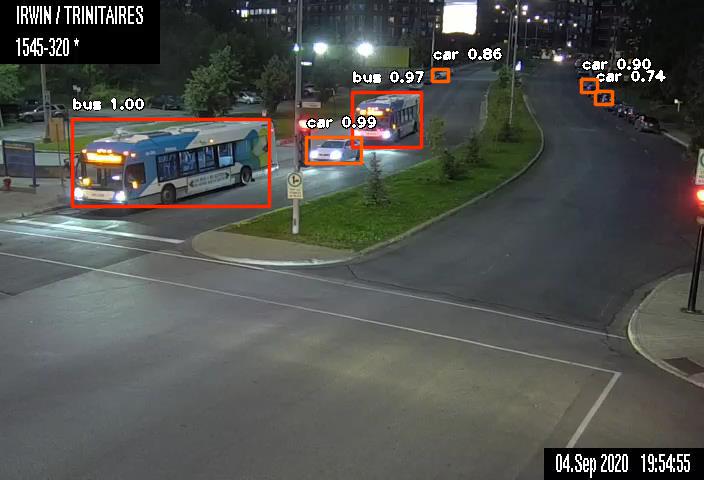 IRWIN / TRINITAIRES
1545-320 *
car 0.86
car 0.90
car 0.74
bus 0.97
bus 1.00
car 0.99
04.Sep 2020 19:54:55